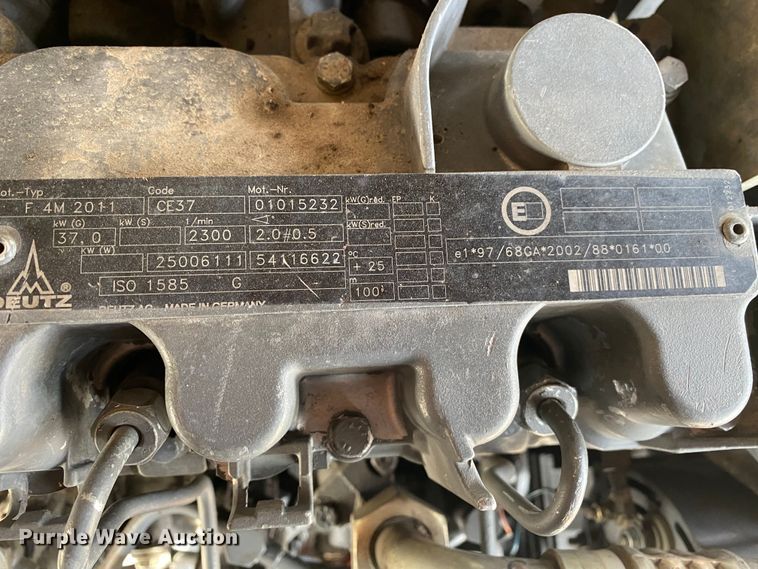 ot.-Typ Code Mot.-Nr.
F 4M 2011 CE37 01015232
kW (G) kW (S) 1/min
37.0 2300 2.0#0.5
kW (W)
25006111 54116622
ISO 1585 G
DEUTZ ®
DEUTZ AG MADE IN GERMANY
kW(G)red. EP K
kW(S)red.
°C
+ 25
m
100
E
e1*97/68GA*2002/88*0161*00
Purple Wave Auction